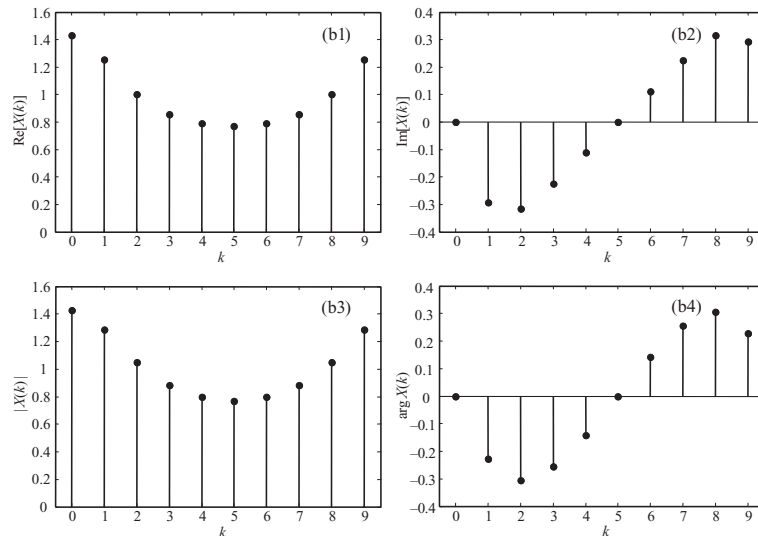 1.6
1.4
1.2
1
0.8
0.6
0.4
0.2
0
Re[X(k)]
(b1)
0 1 2 3 4 5 6 7 8 9
k
0.4
0.3
0.2
0.1
0
–0.1
–0.2
–0.3
–0.4
Im[X(k)]
(b2)
0 1 2 3 4 5 6 7 8 9
k
1.6
1.4
1.2
1
0.8
0.6
0.4
0.2
0
|X(k)|
(b3)
0 1 2 3 4 5 6 7 8 9
k
0.4
0.3
0.2
0.1
0
–0.1
–0.2
–0.3
–0.4
arg X(k)
(b4)
0 1 2 3 4 5 6 7 8 9
k